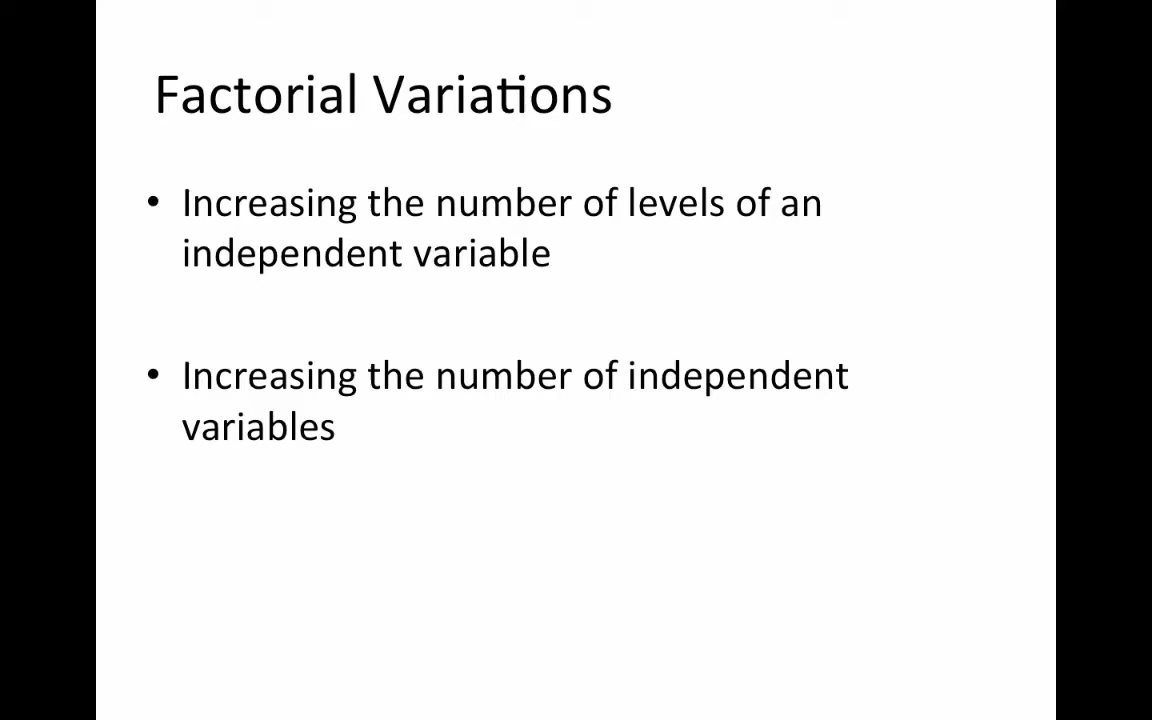 Factorial Variations
• Increasing the number of levels of an
independent variable
• Increasing the number of independent
variables